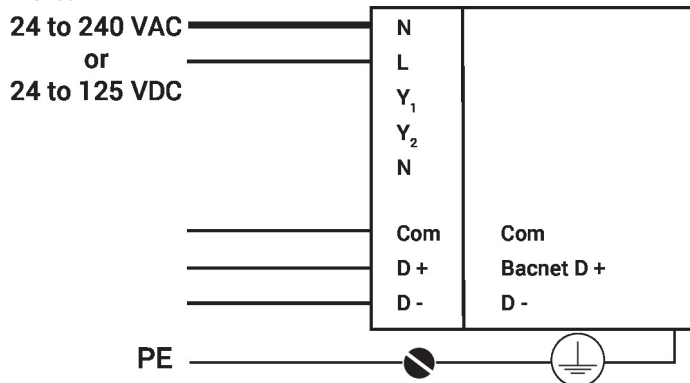 24 to 240 VAC
or
24 to 125 VDC
N
L
Y1
Y2
N
Com Com
D + Bacnet D +
D - D -
PE